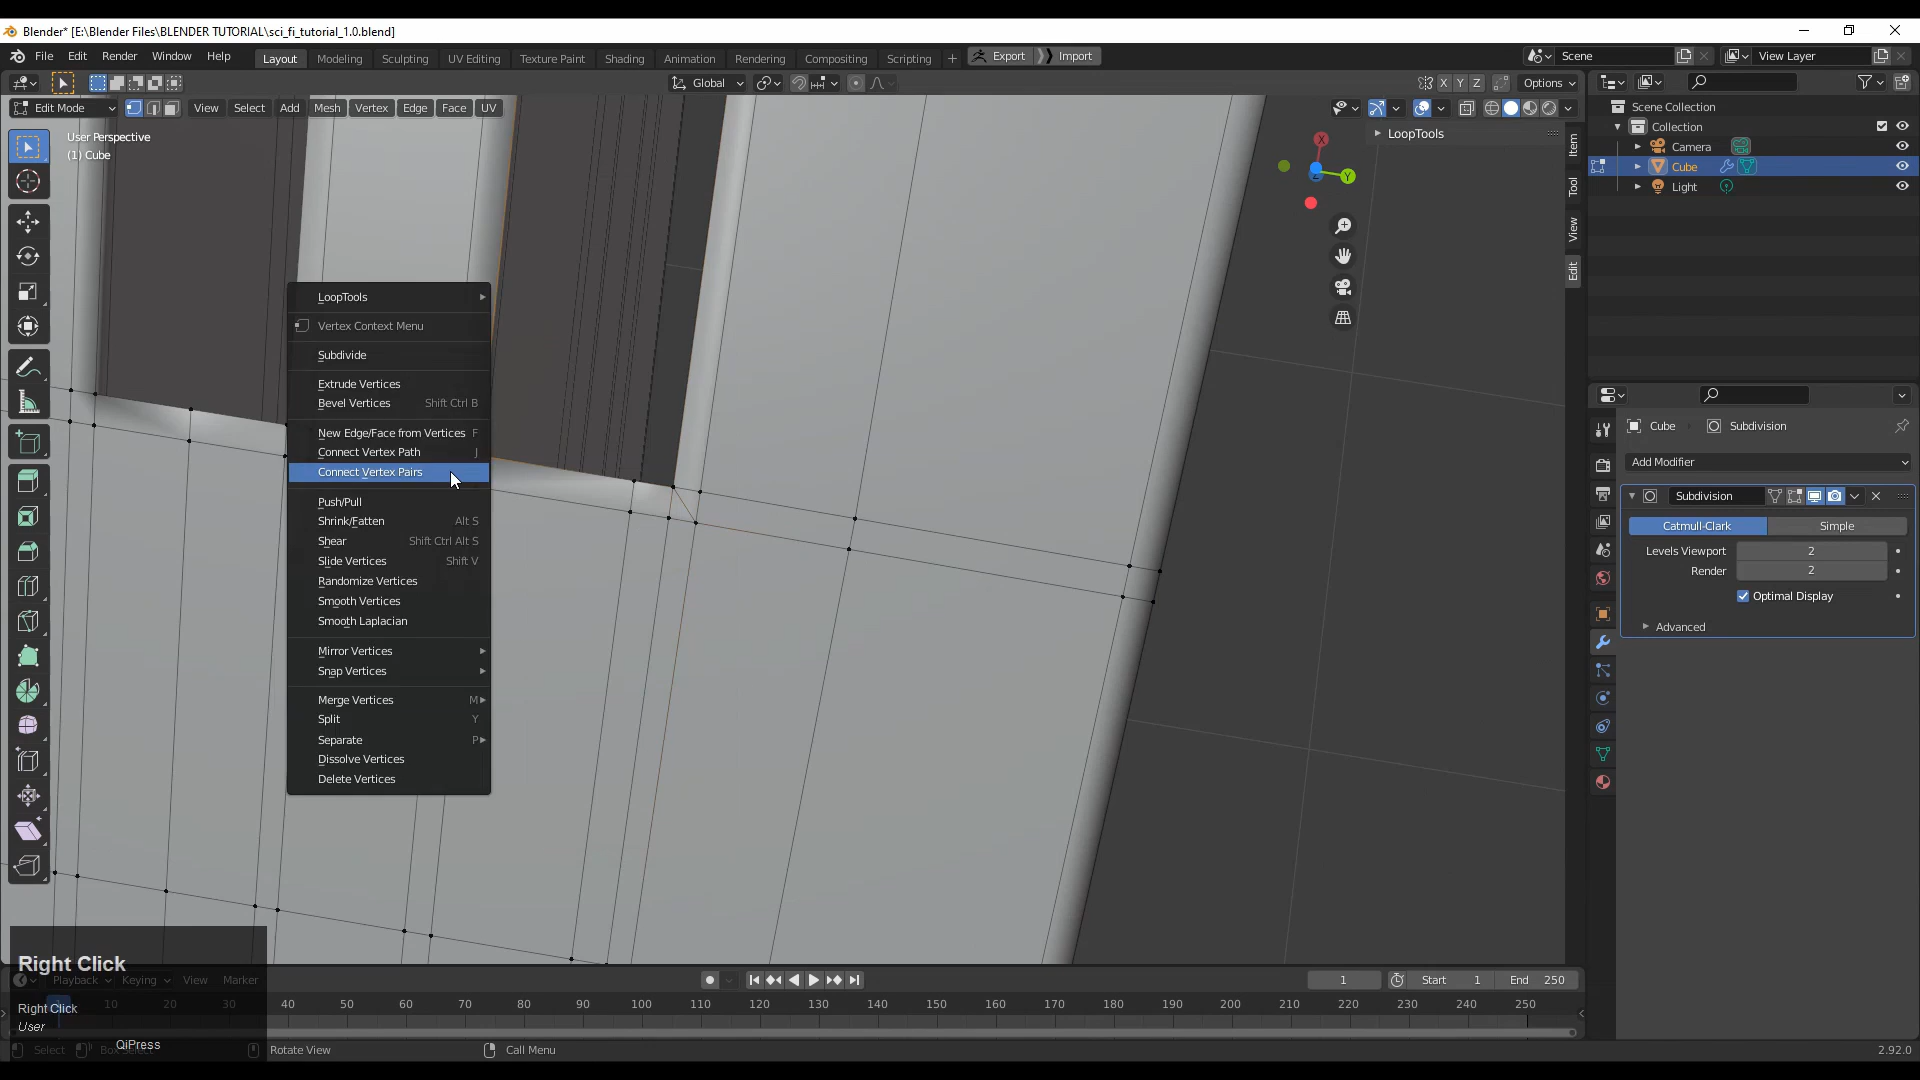 Blender* [E:\Blender Files\BLENDER TUTORIAL\sci_fi_tutorial_1.0.blend]
File Edit Render Window Help Layout Modeling Sculpting UV Editing Texture Paint Shading Animation Rendering Compositing Scripting + Export Import Scene View Layer
Global X Y Z Options
Edit Mode View Select Add Mesh Vertex Edge Face UV
Scene Collection
Collection
Camera
Cube
Light
User Perspective
(1) Cube
LoopTools
Y
Z
Item
Tool
View
Edit
LoopTools
Vertex Context Menu
Subdivide
Extrude Vertices
Bevel Vertices Shift Ctrl B
New Edge/Face from Vertices F
Connect Vertex Path J
Connect Vertex Pairs
Push/Pull
Shrink/Fatten Alt S
Shear Shift Ctrl Alt S
Slide Vertices Shift V
Randomize Vertices
Smooth Vertices
Smooth Laplacian
Mirror Vertices
Snap Vertices
Merge Vertices M
Split Y
Separate P
Dissolve Vertices
Delete Vertices
Cube Subdivision
Add Modifier
Subdivision
Catmull-Clark Simple
Levels Viewport 2
Render 2
Optimal Display
Advanced
Right Click
Right Click
User
QiPress
Playback Keying View Marker
1 Start 1 End 250
10 20 30 40 50 60 70 80 90 100 110 120 130 140 150 160 170 180 190 200 210 220 230 240 250
Select Box Select Rotate View Call Menu 2.92.0